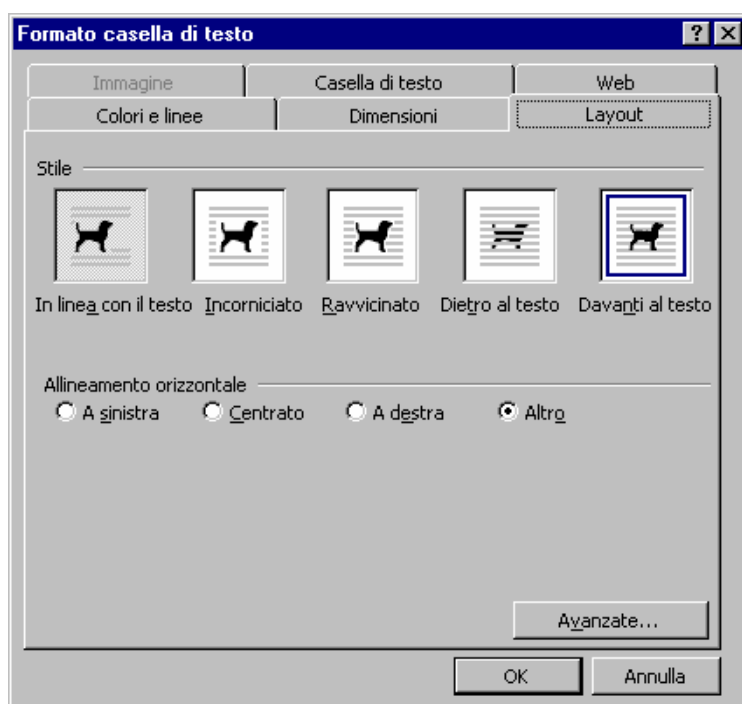 Formato casella di testo
Immagine Casella di testo Web
Colori e linee Dimensioni Layout
Stile
In linea con il testo Incorniciato Ravvicinato Dietro al testo Davanti al testo
Allineamento orizzontale
A sinistra Centrato A destra Altro
Avanzate...
OK Annulla